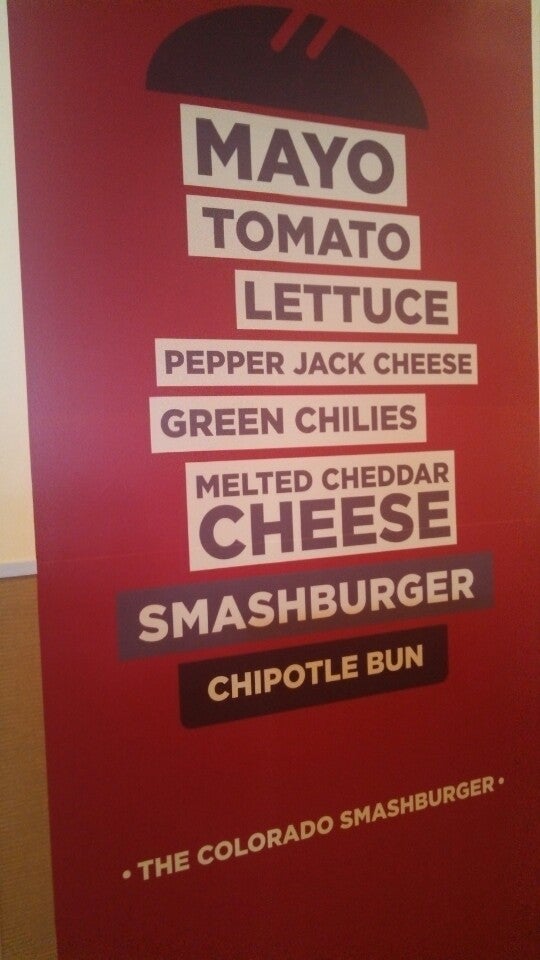 MAYO
TOMATO
LETTUCE
PEPPER JACK CHEESE
GREEN CHILIES
MELTED CHEDDAR
CHEESE
SMASHBURGER
CHIPOTLE BUN
• THE COLORADO SMASHBURGER •